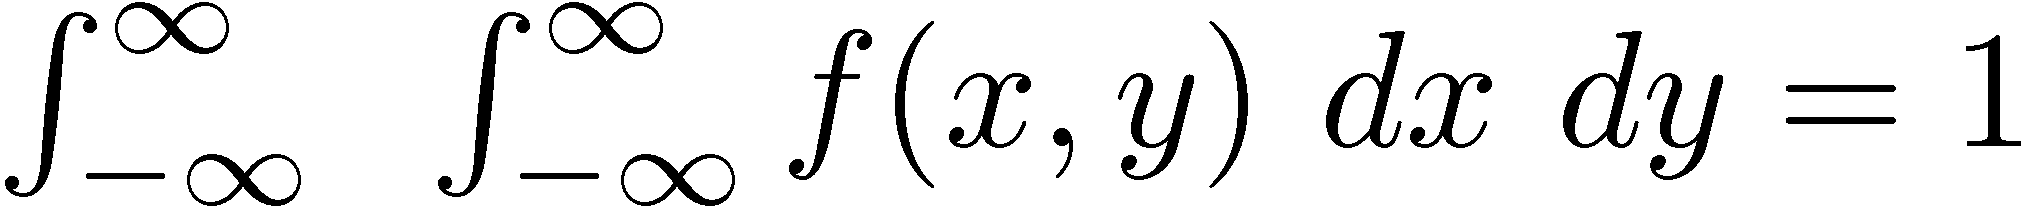 ∫_{-∞}^{∞} ∫_{-∞}^{∞} f(x, y) dx dy = 1